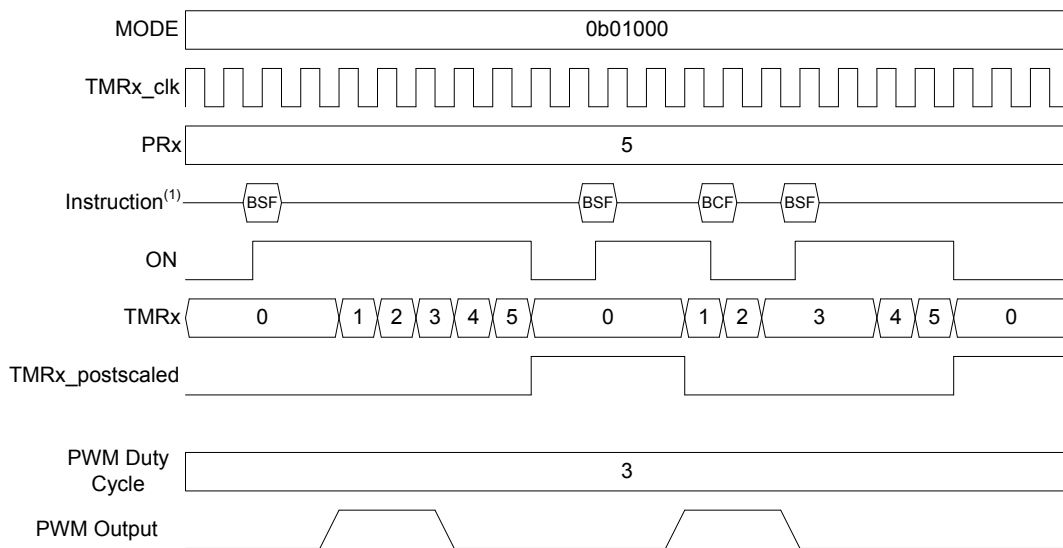 MODE 0b01000
TMRx_clk
PRx 5
Instruction(1) BSF BSF BCF BSF
ON
TMRx 0 1 2 3 4 5 0 1 2 3 4 5 0
TMRx_postscaled
PWM Duty
Cycle 3
PWM Output